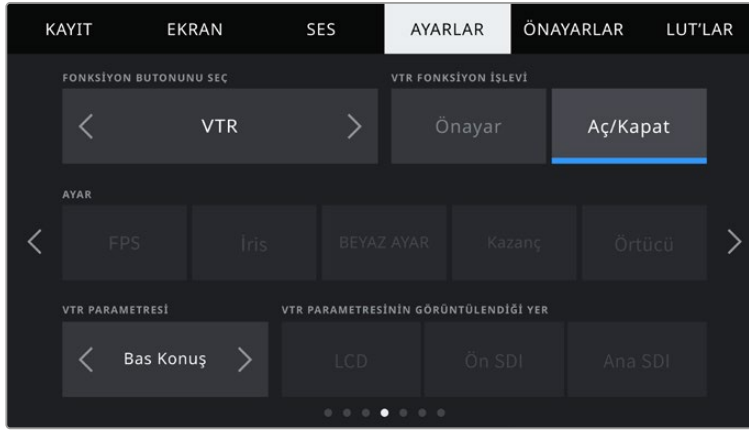 KAYIT EKRAN SES AYARLAR ÖNAYARLAR LUT'LAR
FONKSİYON BUTONUNU SEÇ VTR FONKSİYON İŞLEVİ
VTR Önayar Aç/Kapat
AYAR
FPS İris BEYAZ AYAR Kazanç Örtücü
VTR PARAMETRESİ VTR PARAMETRESİNİN GÖRÜNTÜLENDİĞİ YER
Bas Konuş LCD Ön SDI Ana SDI